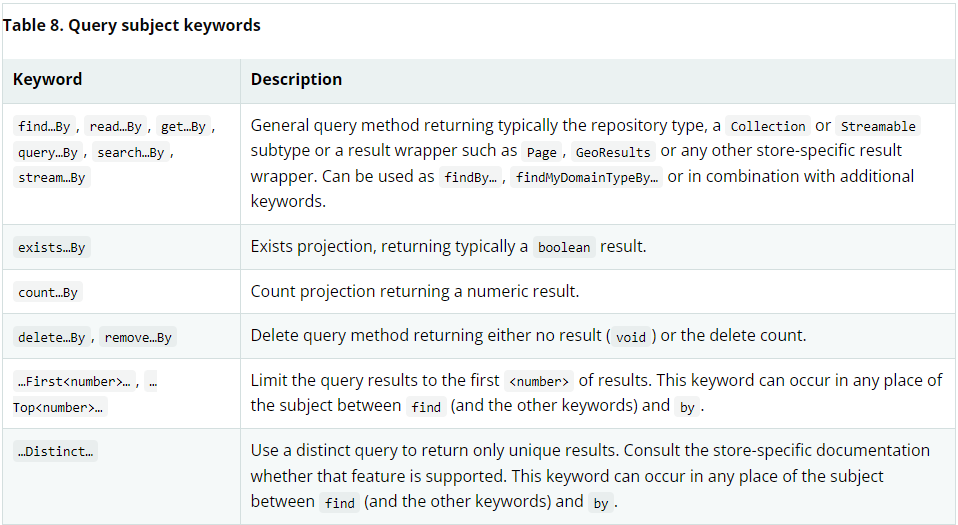 Table 8. Query subject keywords
Keyword
Description
find…By , read…By , get…By ,
query…By , search…By ,
stream…By
General query method returning typically the repository type, a Collection or Streamable
subtype or a result wrapper such as Page , GeoResults or any other store-specific result
wrapper. Can be used as findBy… , findMyDomainTypeBy… or in combination with additional
keywords.
exists…By
Exists projection, returning typically a boolean result.
count…By
Count projection returning a numeric result.
delete…By , remove…By
Delete query method returning either no result ( void ) or the delete count.
…First<number>… , …
Top<number>…
Limit the query results to the first <number> of results. This keyword can occur in any place of
the subject between find (and the other keywords) and by .
…Distinct…
Use a distinct query to return only unique results. Consult the store-specific documentation
whether that feature is supported. This keyword can occur in any place of the subject
between find (and the other keywords) and by .